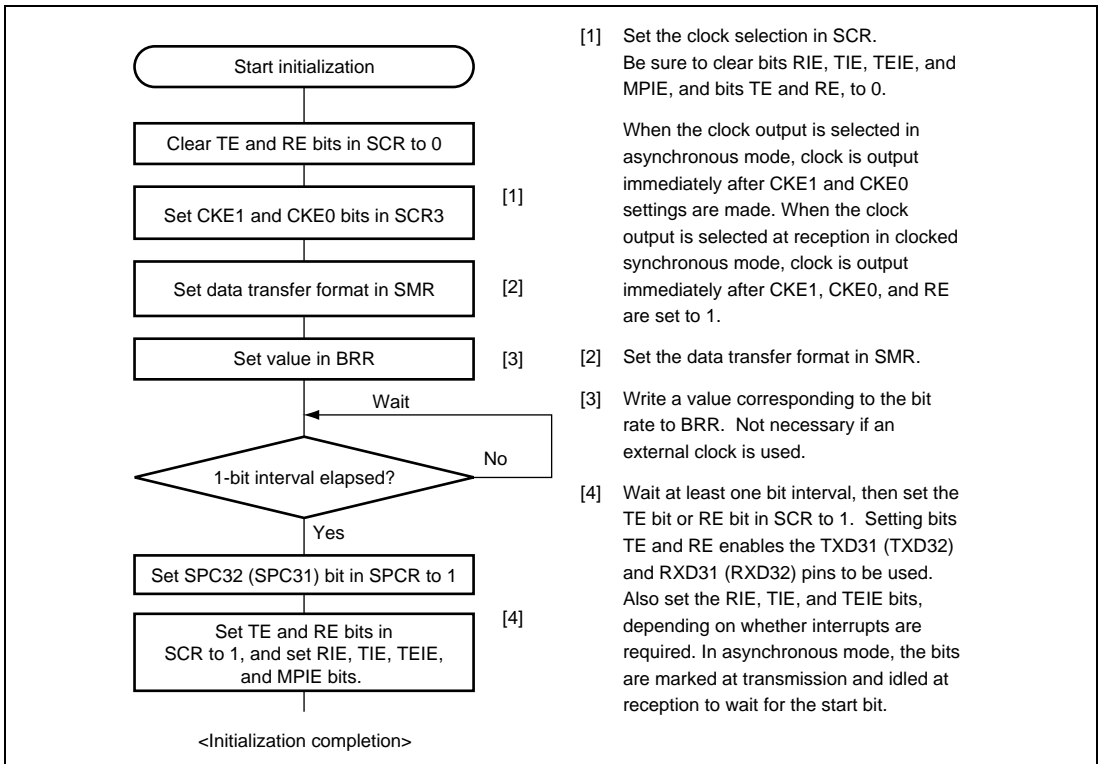 Start initialization
Clear TE and RE bits in SCR to 0
Set CKE1 and CKE0 bits in SCR3
[1]
Set data transfer format in SMR
[2]
Set value in BRR
[3]
Wait
1-bit interval elapsed?
No
Yes
Set SPC32 (SPC31) bit in SPCR to 1
Set TE and RE bits in
SCR to 1, and set RIE, TIE, TEIE,
and MPIE bits.
[4]
<Initialization completion>
[1] Set the clock selection in SCR.
Be sure to clear bits RIE, TIE, TEIE, and
MPIE, and bits TE and RE, to 0.
When the clock output is selected in
asynchronous mode, clock is output
immediately after CKE1 and CKE0
settings are made. When the clock
output is selected at reception in clocked
synchronous mode, clock is output
immediately after CKE1, CKE0, and RE
are set to 1.
[2] Set the data transfer format in SMR.
[3] Write a value corresponding to the bit
rate to BRR. Not necessary if an
external clock is used.
[4] Wait at least one bit interval, then set the
TE bit or RE bit in SCR to 1. Setting bits
TE and RE enables the TXD31 (TXD32)
and RXD31 (RXD32) pins to be used.
Also set the RIE, TIE, and TEIE bits,
depending on whether interrupts are
required. In asynchronous mode, the bits
are marked at transmission and idled at
reception to wait for the start bit.